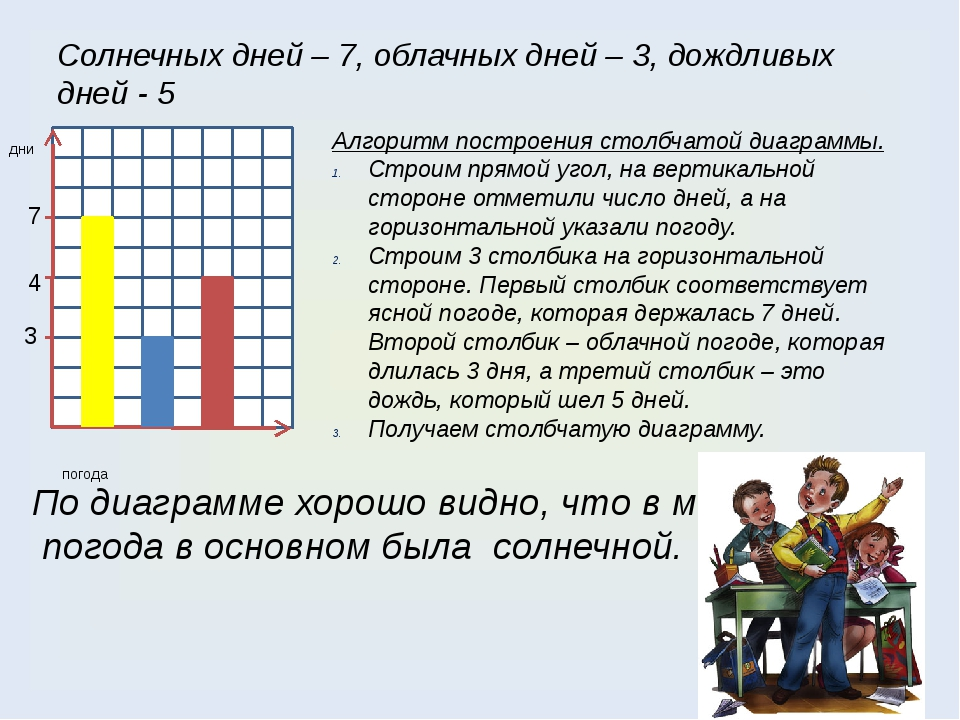 Солнечных дней – 7, облачных дней – 3, дождливых
дней - 5
дни
7
4
3
погода
Алгоритм построения столбчатой диаграммы.
1. Строим прямой угол, на вертикальной
стороне отметили число дней, а на
горизонтальной указали погоду.
2. Строим 3 столбика на горизонтальной
стороне. Первый столбик соответствует
ясной погоде, которая держалась 7 дней.
Второй столбик – облачной погоде, которая
длилась 3 дня, а третий столбик – это
дождь, который шел 5 дней.
3. Получаем столбчатую диаграмму.
По диаграмме хорошо видно, что в м
погода в основном была солнечной.